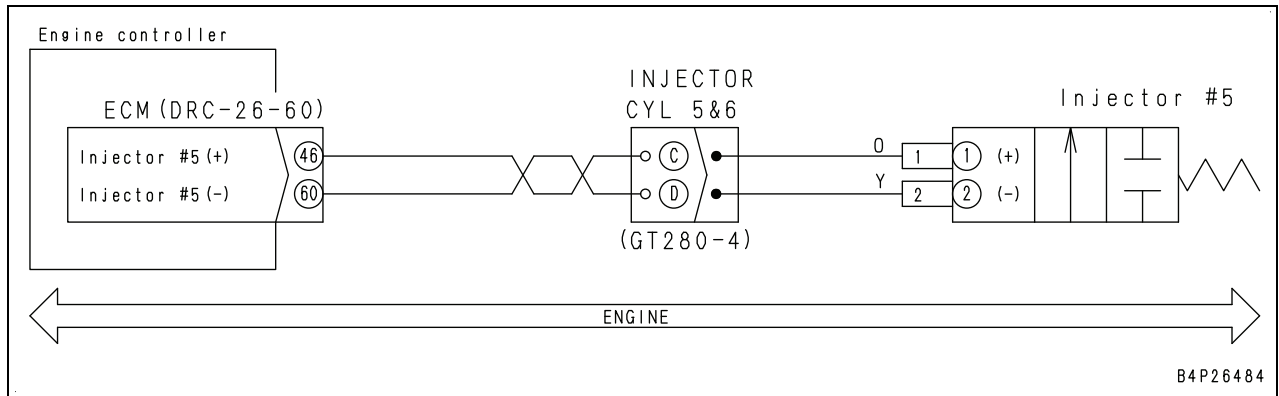 Engine controller
ECM(DRC-26-60)
Injector #5(+)
46
Injector #5(-)
60
INJECTOR
CYL 5&6
C
D
(GT280-4)
Injector #5
O
1
1
(+)
Y
2
2
(-)
ENGINE
B4P26484